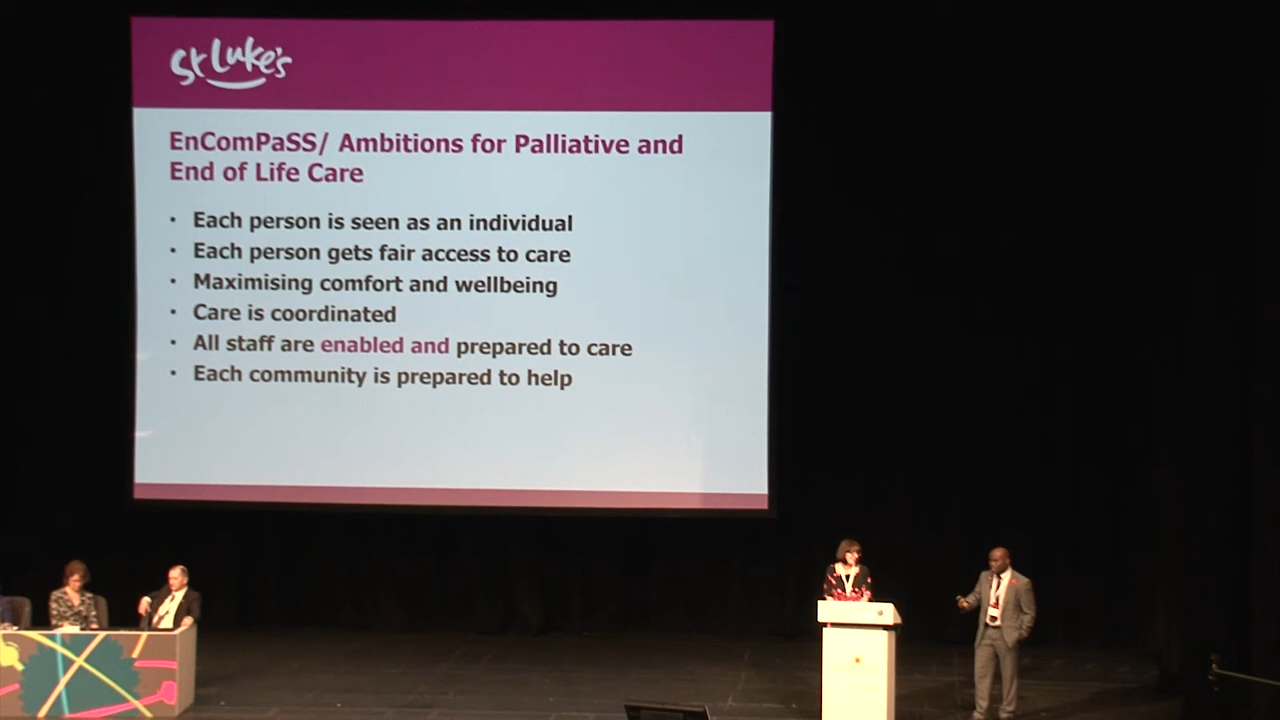 St Luke's
EnComPaSS/ Ambitions for Palliative and
End of Life Care
• Each person is seen as an individual
• Each person gets fair access to care
• Maximising comfort and wellbeing
• Care is coordinated
• All staff are enabled and prepared to care
• Each community is prepared to help